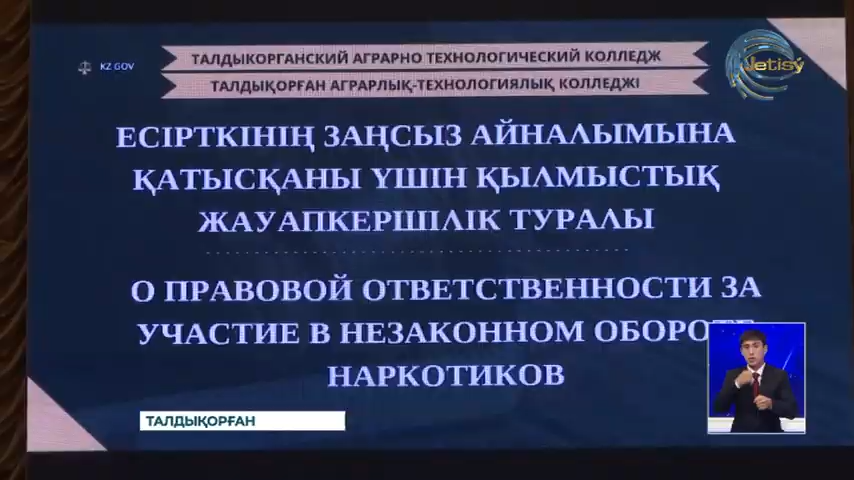 KZ GOV
ТАЛДЫКОРГАНСКИЙ АГРАРНО ТЕХНОЛОГИЧЕСКИЙ КОЛЛЕДЖ
Jetisý
ТАЛДЫҚОРҒАН АГРАРЛЫҚ-ТЕХНОЛОГИЯЛЫҚ КОЛЛЕДЖІ
ЕСІРТКІНІҢ ЗАҢСЫЗ АЙНАЛЫМЫНА
ҚАТЫСҚАНЫ ҮШІН ҚЫЛМЫСТЫҚ
ЖАУАПКЕРШІЛІК ТУРАЛЫ
О ПРАВОВОЙ ОТВЕТСТВЕННОСТИ ЗА
УЧАСТИЕ В НЕЗАКОННОМ
НАРКОТИКОВ
ТАЛДЫҚОРҒАН